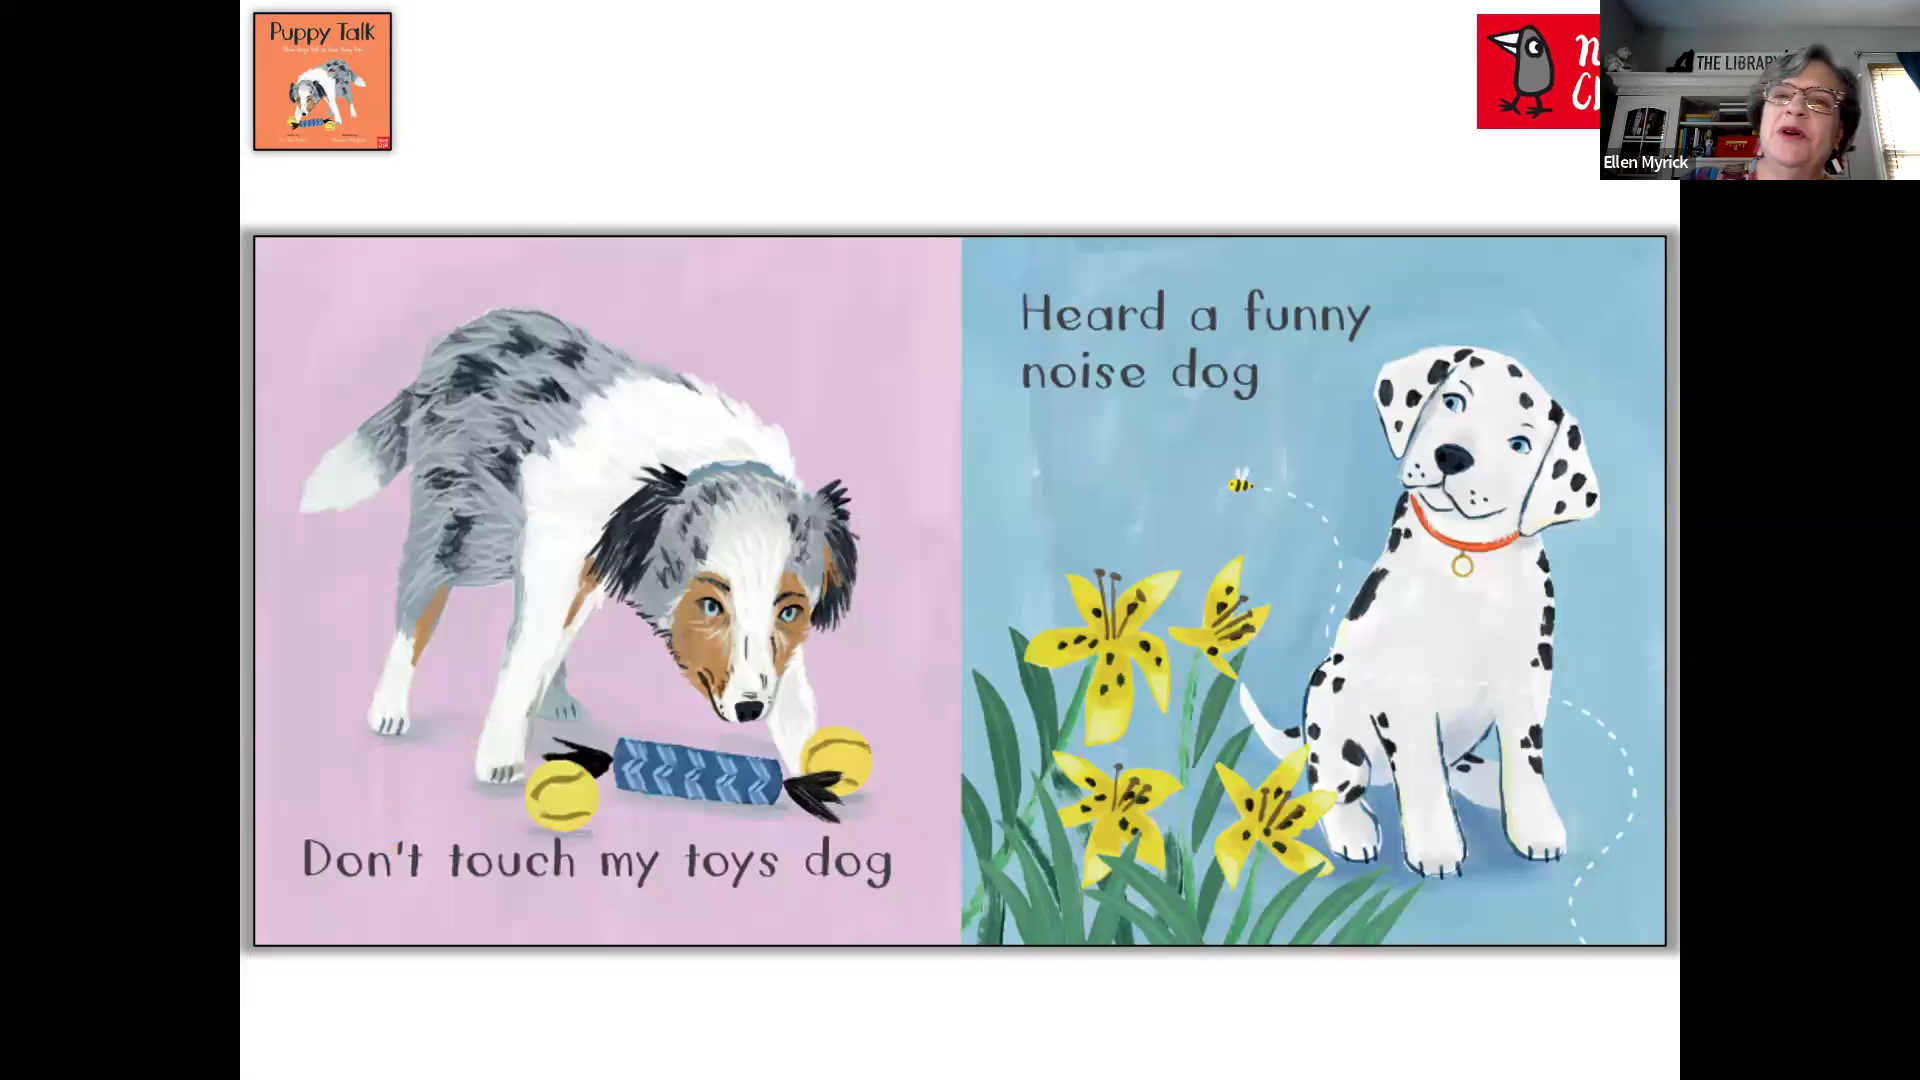 Puppy Talk
THE LIBRARY
Ellen Myrick
Heard a funny
noise dog
Don't touch my toys dog